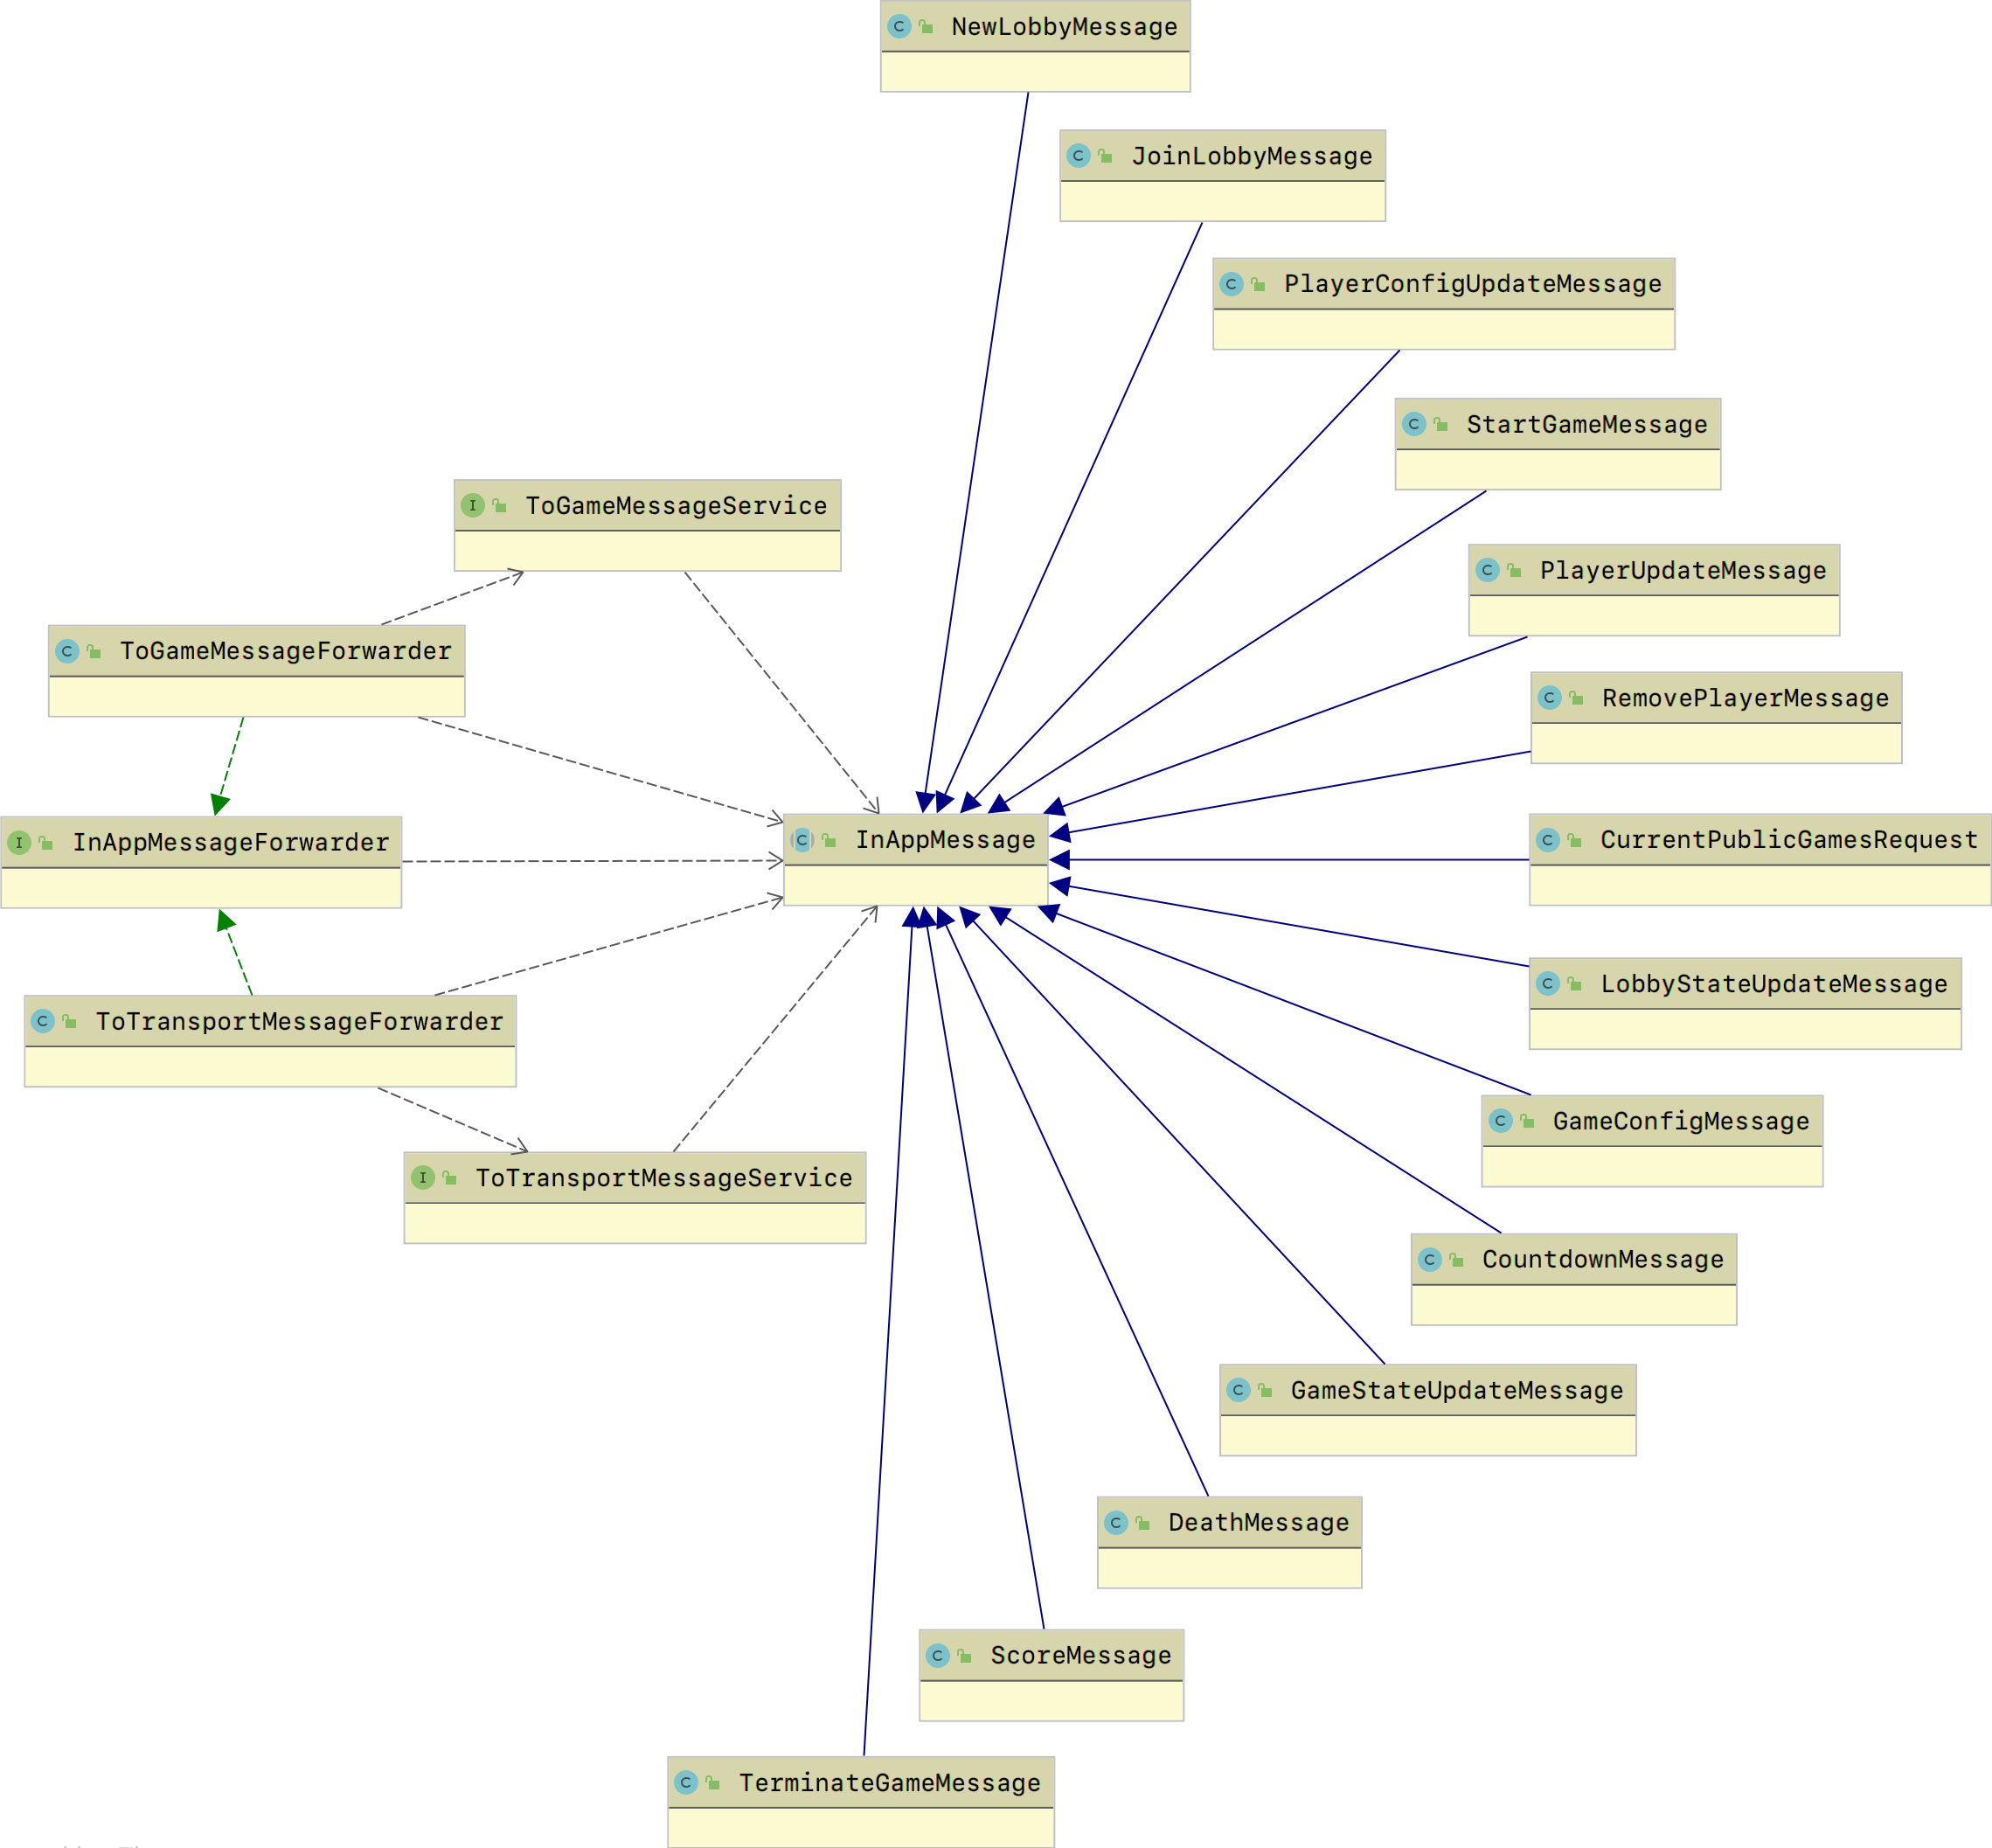 C NewLobbyMessage
C JoinLobbyMessage
C PlayerConfigUpdateMessage
C StartGameMessage
I ToGameMessageService
C PlayerUpdateMessage
C ToGameMessageForwarder
C RemovePlayerMessage
I InAppMessageForwarder
C InAppMessage
C CurrentPublicGamesRequest
C LobbyStateUpdateMessage
C ToTransportMessageForwarder
C GameConfigMessage
I ToTransportMessageService
C CountdownMessage
C GameStateUpdateMessage
C DeathMessage
C ScoreMessage
C TerminateGameMessage